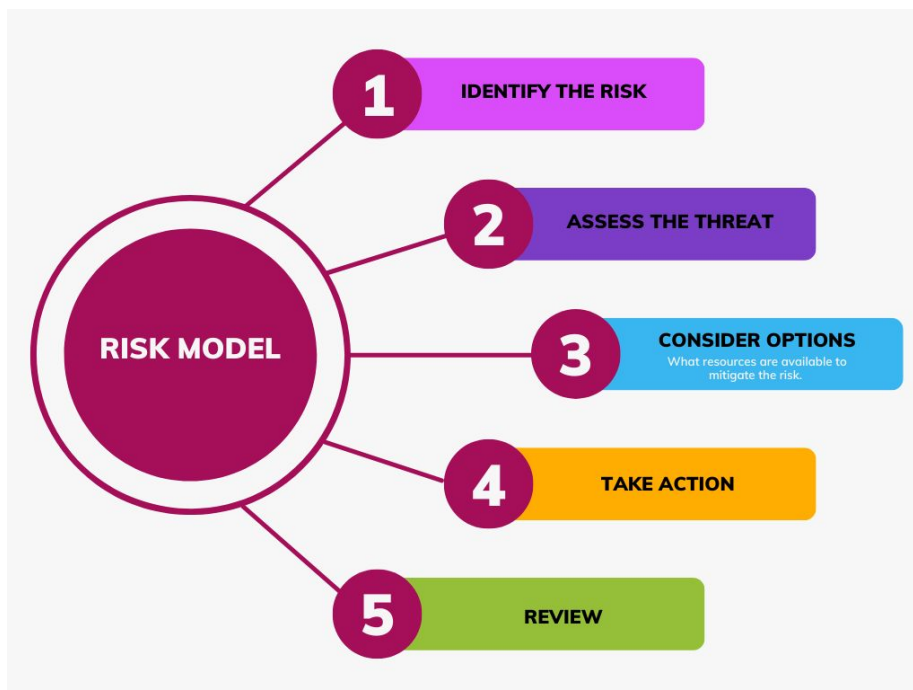 RISK MODEL
1
IDENTIFY THE RISK
2
ASSESS THE THREAT
3
CONSIDER OPTIONS
What resources are available to
mitigate the risk.
4
TAKE ACTION
5
REVIEW